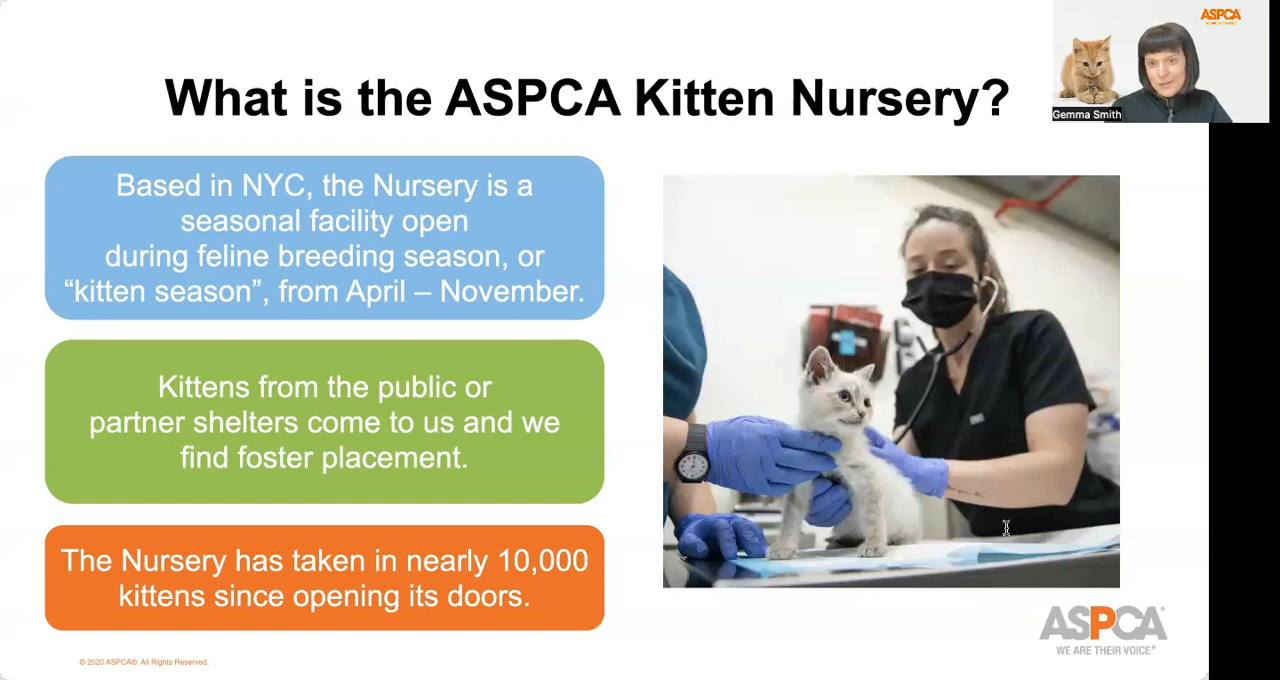 What is the ASPCA Kitten Nursery?
ASPCA
Gemma Smith
Based in NYC, the Nursery is a
seasonal facility open
during feline breeding season, or
“kitten season”, from April – November.
Kittens from the public or
partner shelters come to us and we
find foster placement.
The Nursery has taken in nearly 10,000
kittens since opening its doors.
ASPCA®
WE ARE THEIR VOICE.®
© 2020 ASPCA®. All Rights Reserved.